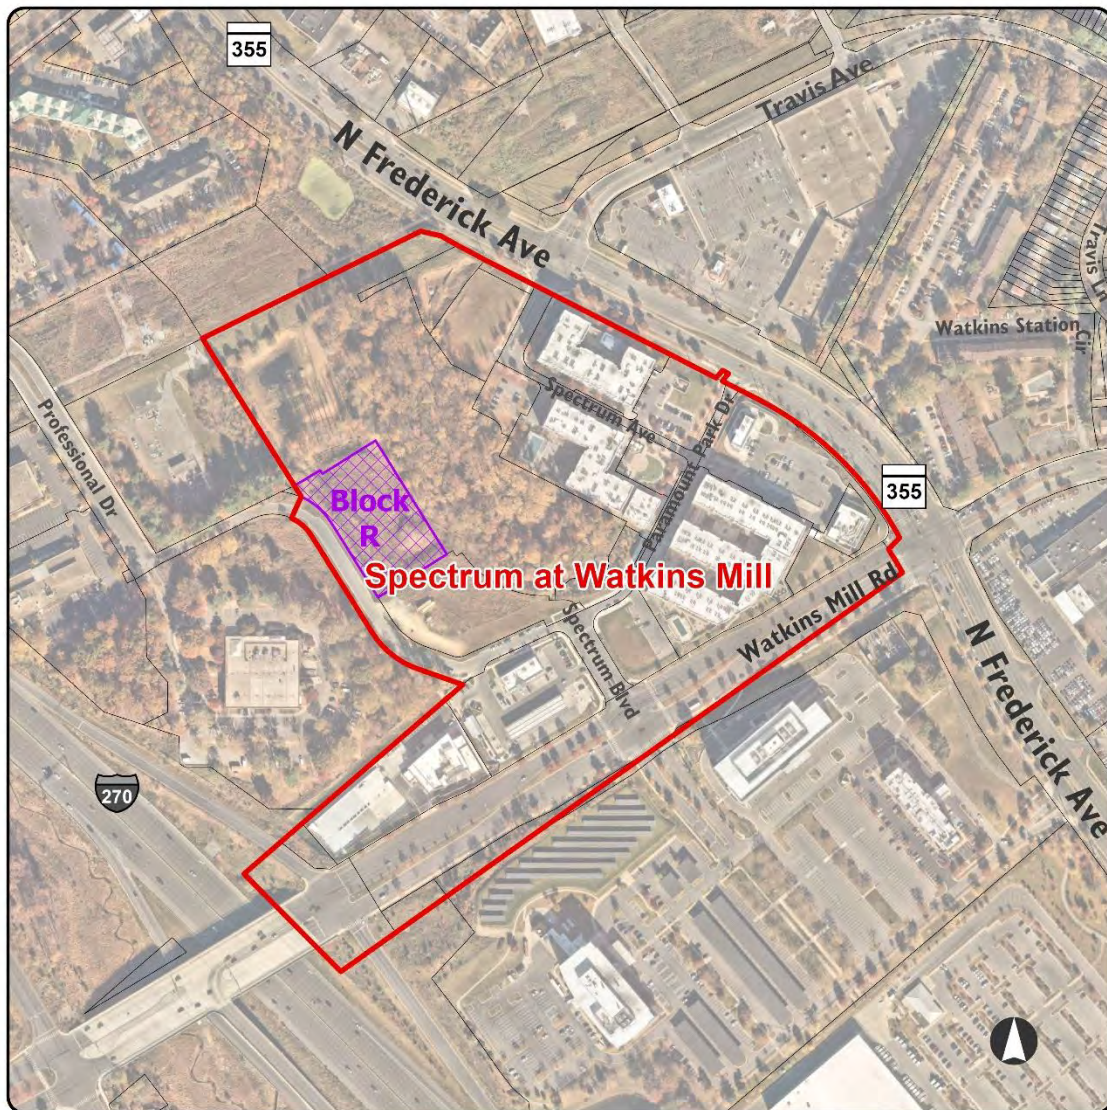 355
Travis Ave
N Frederick Ave
Travis Ln
Watkins Station Cir
Spectrum Ave
Paramount Park Dr
Professional Dr
355
Block
R
Spectrum at Watkins Mill
Watkins Mill Rd
Spectrum Blvd
N Frederick Ave
270